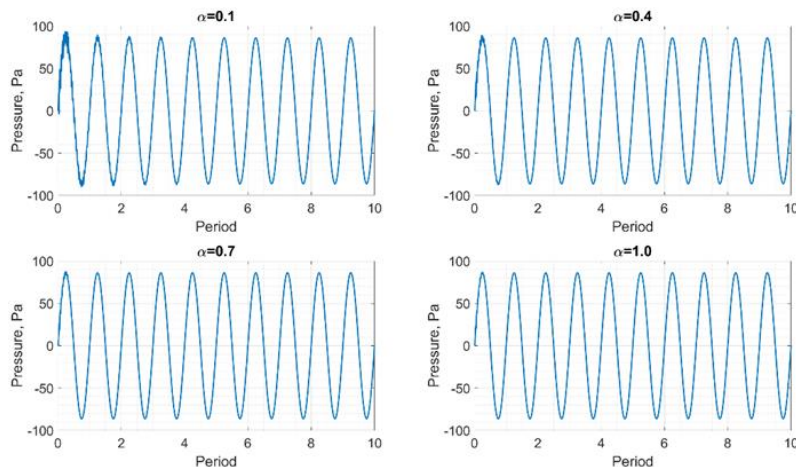 α=0.1
100
50
0
-50
-100
Pressure, Pa
0 2 4 6 8 10
Period
α=0.4
100
50
0
-50
-100
Pressure, Pa
0 2 4 6 8 10
Period
α=0.7
100
50
0
-50
-100
Pressure, Pa
0 2 4 6 8 10
Period
α=1.0
100
50
0
-50
-100
Pressure, Pa
0 2 4 6 8 10
Period